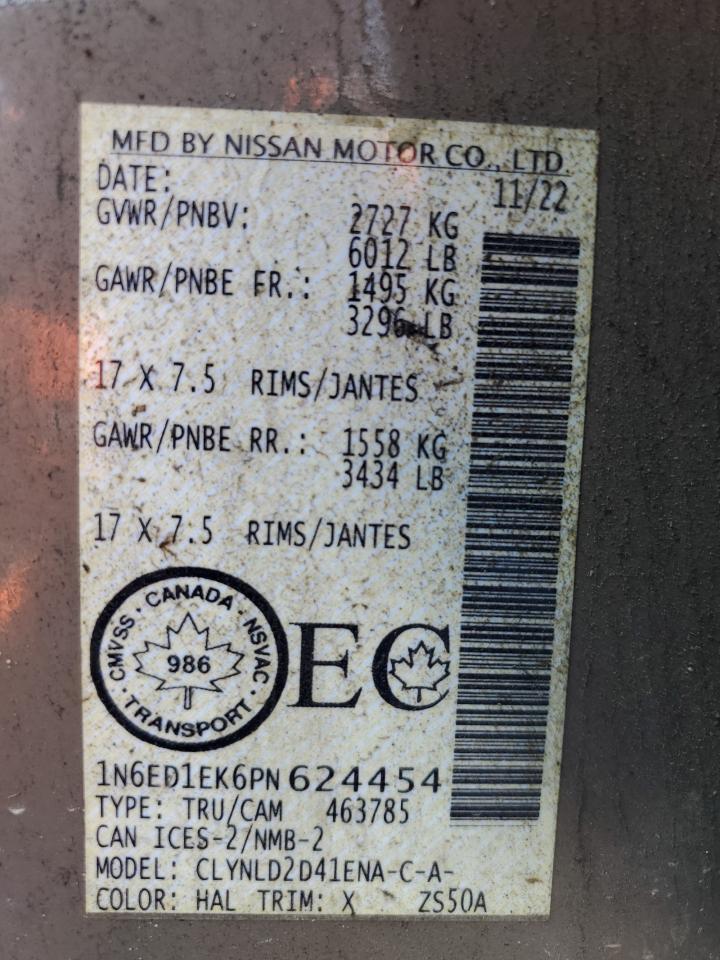 MFD BY NISSAN MOTOR CO., LTD.
DATE: 11/22
GVWR/PNBV: 2727 KG
6012 LB
GAWR/PNBE FR.: 1495 KG
3296 LB
17 X 7.5 RIMS/JANTES
GAWR/PNBE RR.: 1558 KG
3434 LB
17 X 7.5 RIMS/JANTES
CMVSS · CANADA · NSVAC · TRANSPORT ·
986
EC
1N6ED1EK6PN624454
TYPE: TRU/CAM 463785
CAN ICES-2/NMB-2
MODEL: CLYNLD2D41ENA-C-A-
COLOR: HAL TRIM: X ZS50A